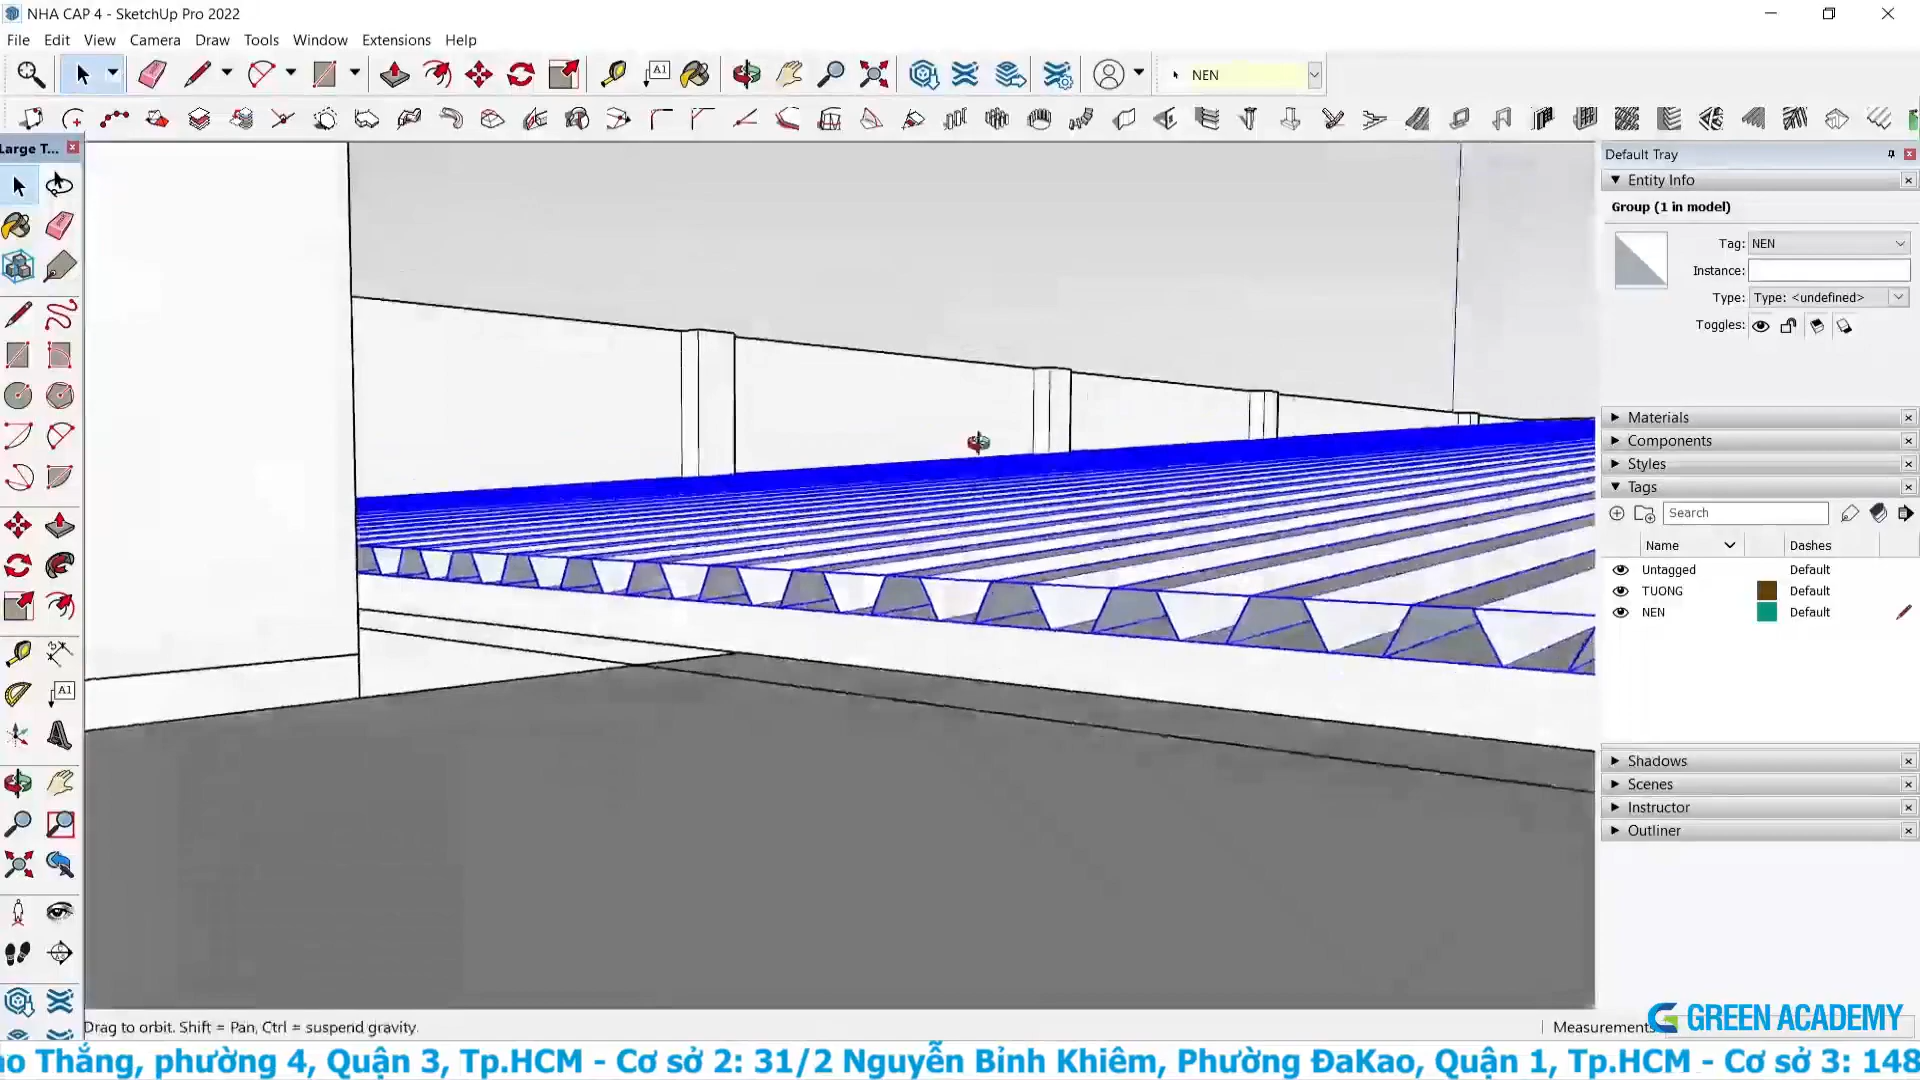 NHA CAP 4 - SketchUp Pro 2022
File Edit View Camera Draw Tools Window Extensions Help
A1
NEN
Large T...
Default Tray
Entity Info
Group (1 in model)
Tag: NEN
Instance:
Type: Type: <undefined>
Toggles:
Materials
Components
Styles
Tags
Search
Name Dashes
Untagged Default
TUONG Default
NEN Default
A1
Shadows
Scenes
Instructor
Outliner
Drag to orbit. Shift = Pan, Ctrl = suspend gravity.
Measurements
GREEN ACADEMY
ao Thắng, phường 4, Quận 3, Tp.HCM - Cơ sở 2: 31/2 Nguyễn Bỉnh Khiêm, Phường ĐaKao, Quận 1, Tp.HCM - Cơ sở 3: 148